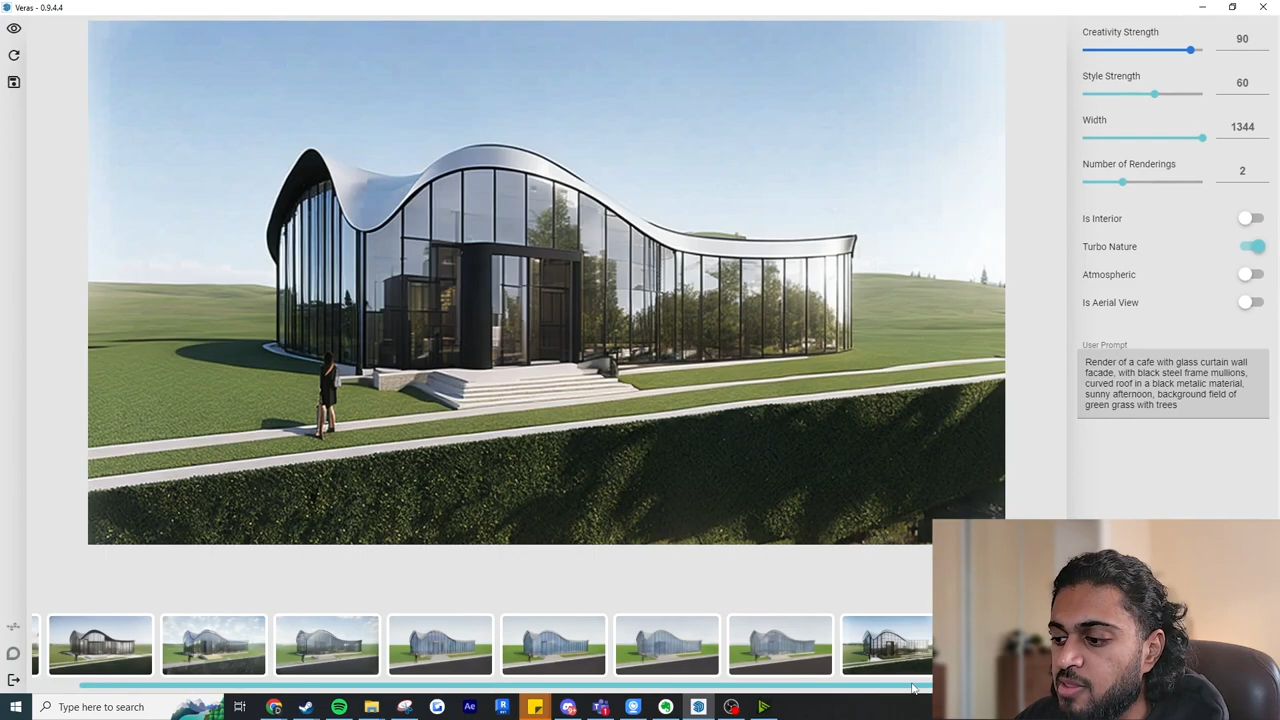 Veras - 0.9.4.4
Creativity Strength
90
Style Strength
60
Width
1344
Number of Renderings
2
Is Interior
Turbo Nature
Atmospheric
Is Aerial View
User Prompt
Render of a cafe with glass curtain wall
facade, with black steel frame mullions,
curved roof in a black metalic material,
sunny afternoon, background field of
green grass with trees
Type here to search
Ae
R